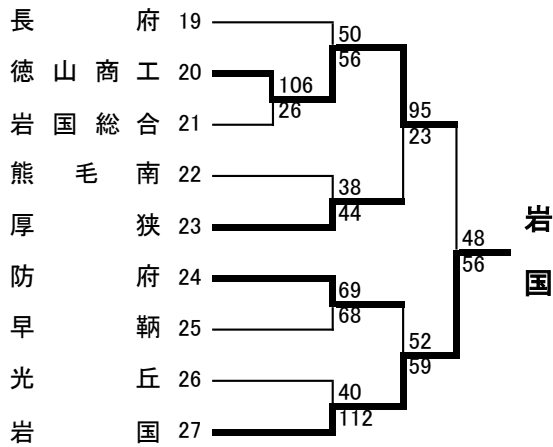 長府 19
徳山商工 20
岩国総合 21
熊毛南 22
厚狭 23
防府 24
早鞆 25
光丘 26
岩国 27
50
56
106
26
95
23
38
44
48
56
69
68
52
59
40
112
岩国